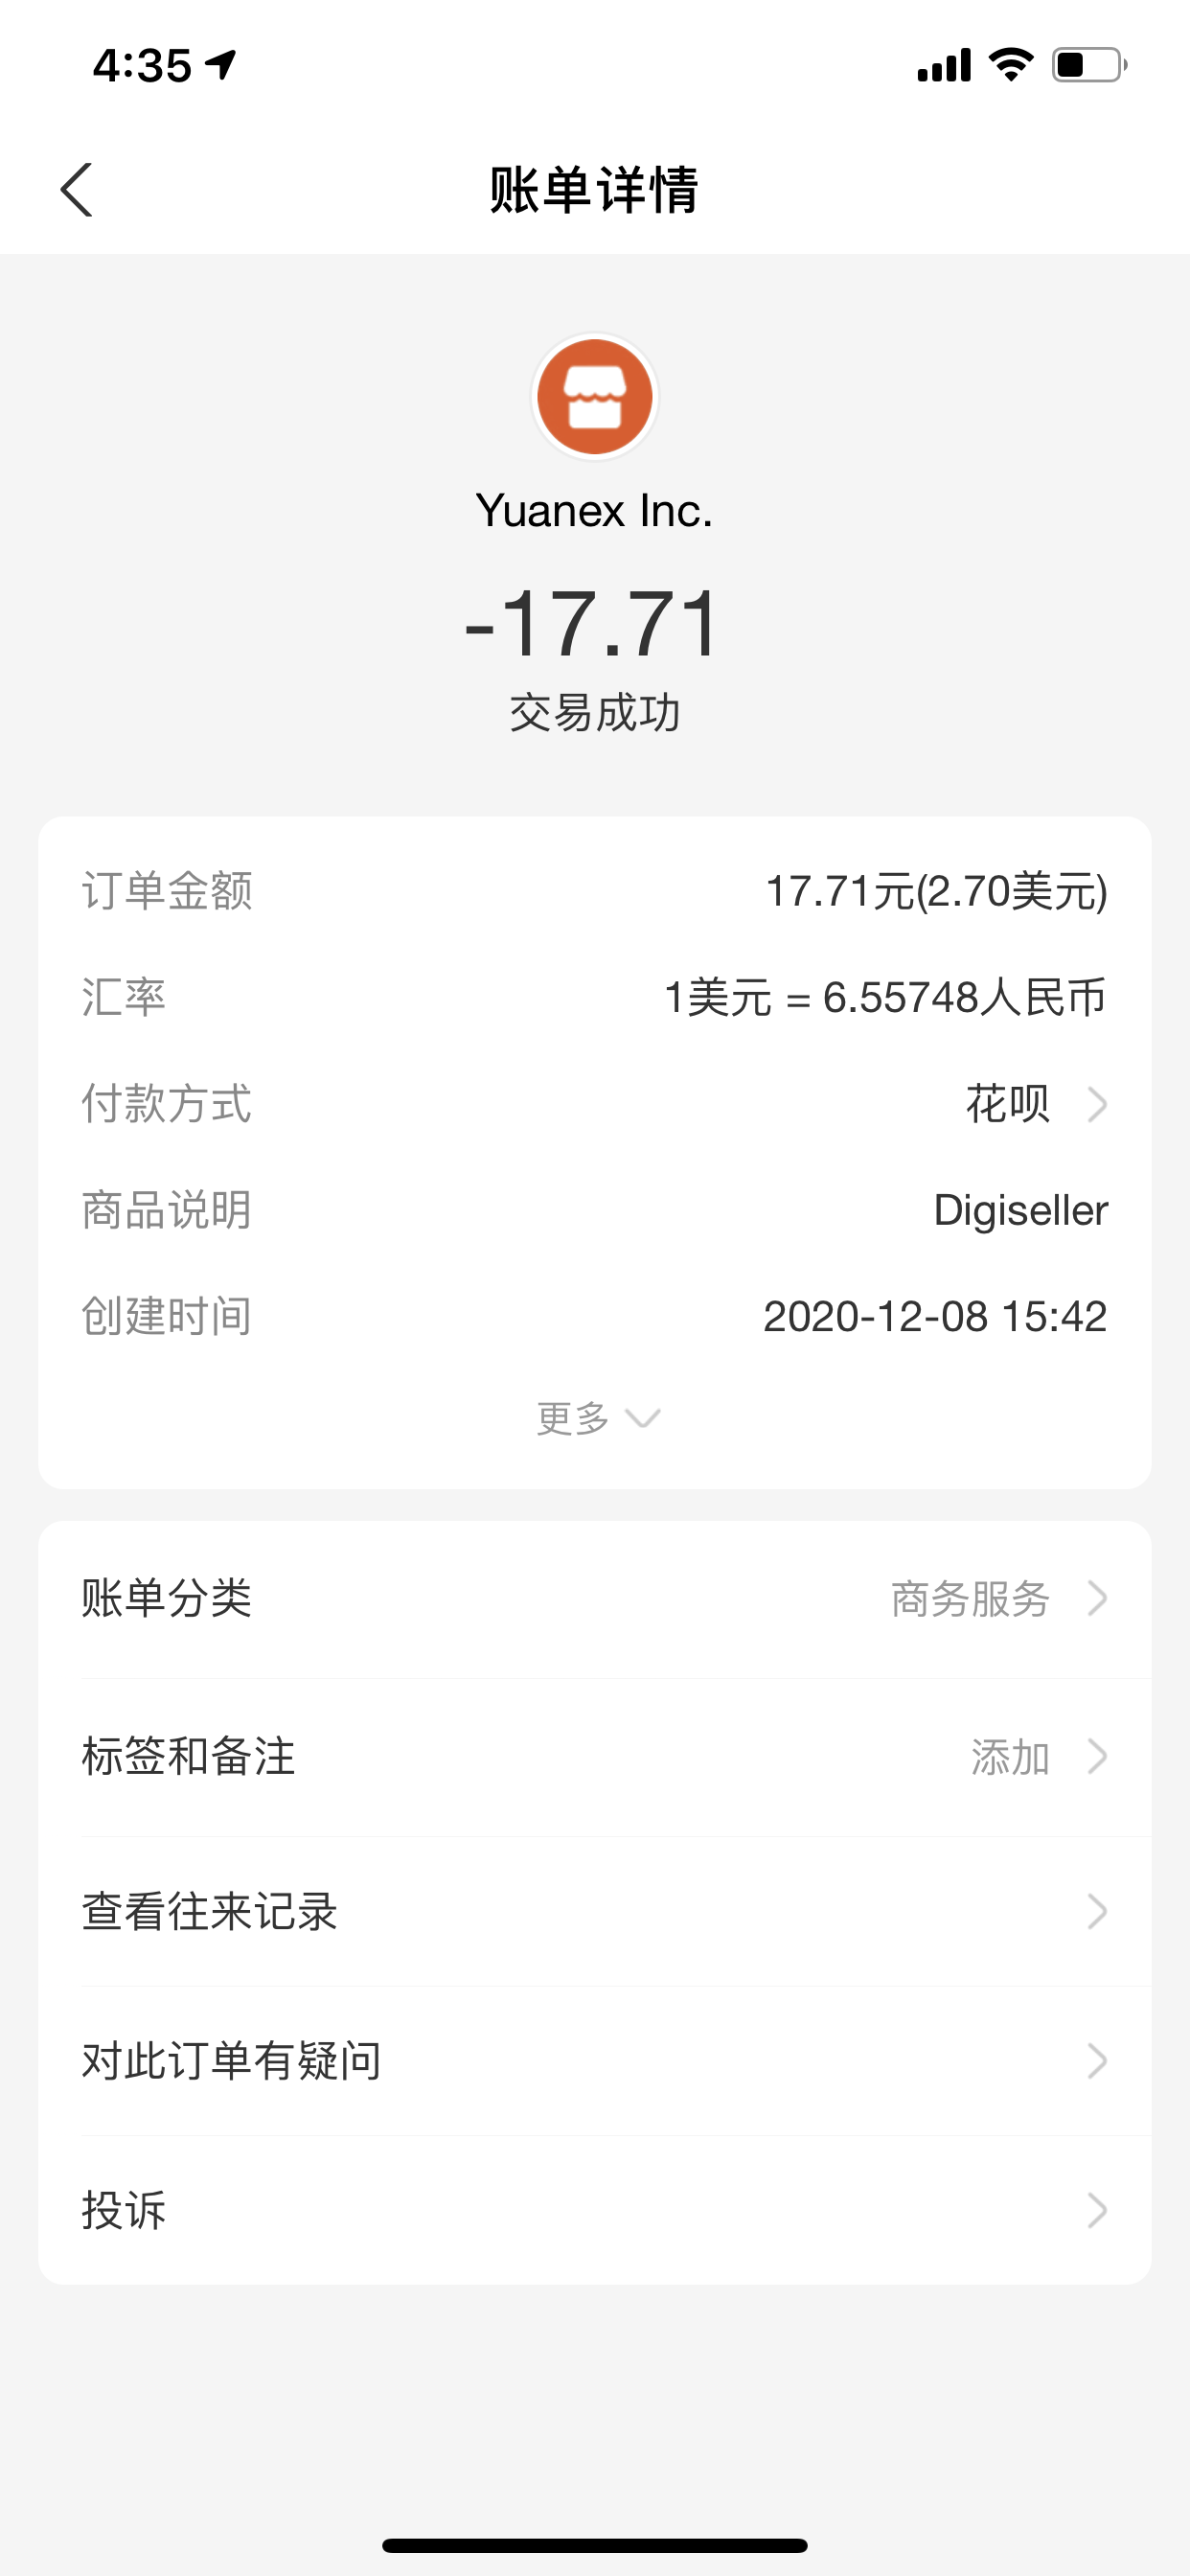 4:35
账单详情
Yuanex Inc.
-17.71
交易成功
订单金额 17.71元(2.70美元)
汇率 1美元 = 6.55748人民币
付款方式 花呗
商品说明 Digiseller
创建时间 2020-12-08 15:42
更多
账单分类 商务服务
标签和备注 添加
查看往来记录
对此订单有疑问
投诉